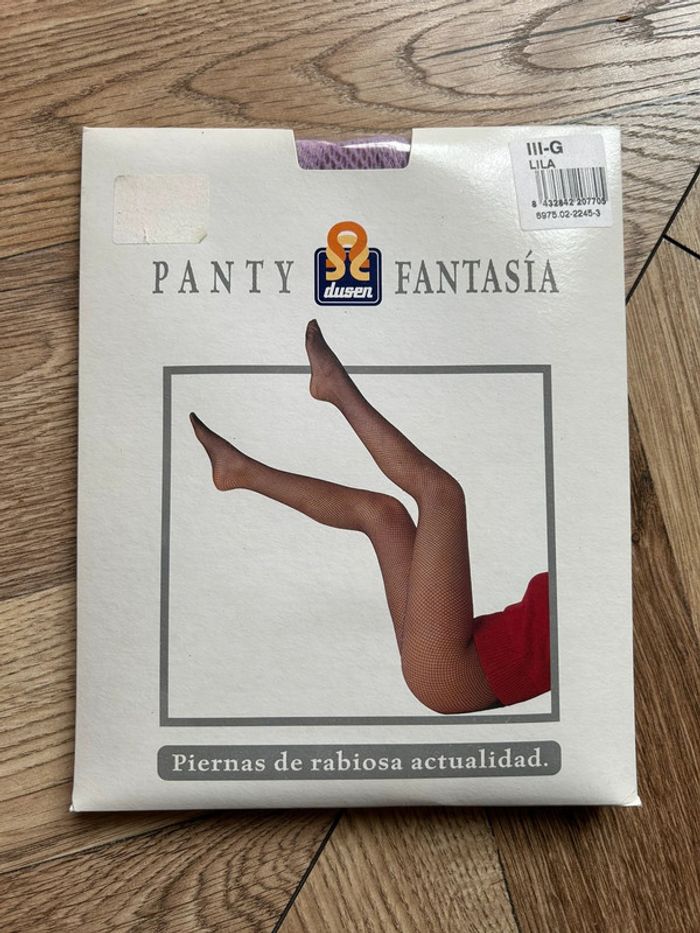 III-G
LILA
8 432842 207705
6975.02-2245-3
PANTY dusen FANTASÍA
Piernas de rabiosa actualidad.